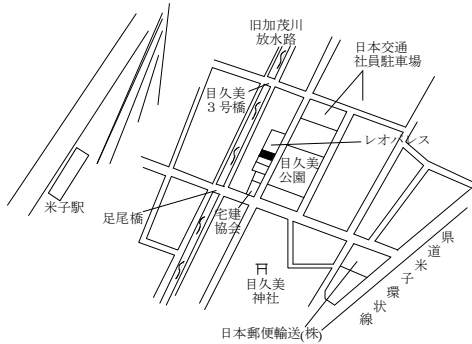 旧加茂川
放水路
日本交通
社員駐車場
目久美
３号橋
レオパレス
目久美
公園
米子駅
足尾橋
宅建
協会
目久美
神社
県道米子環状線
日本郵便輸送(株)